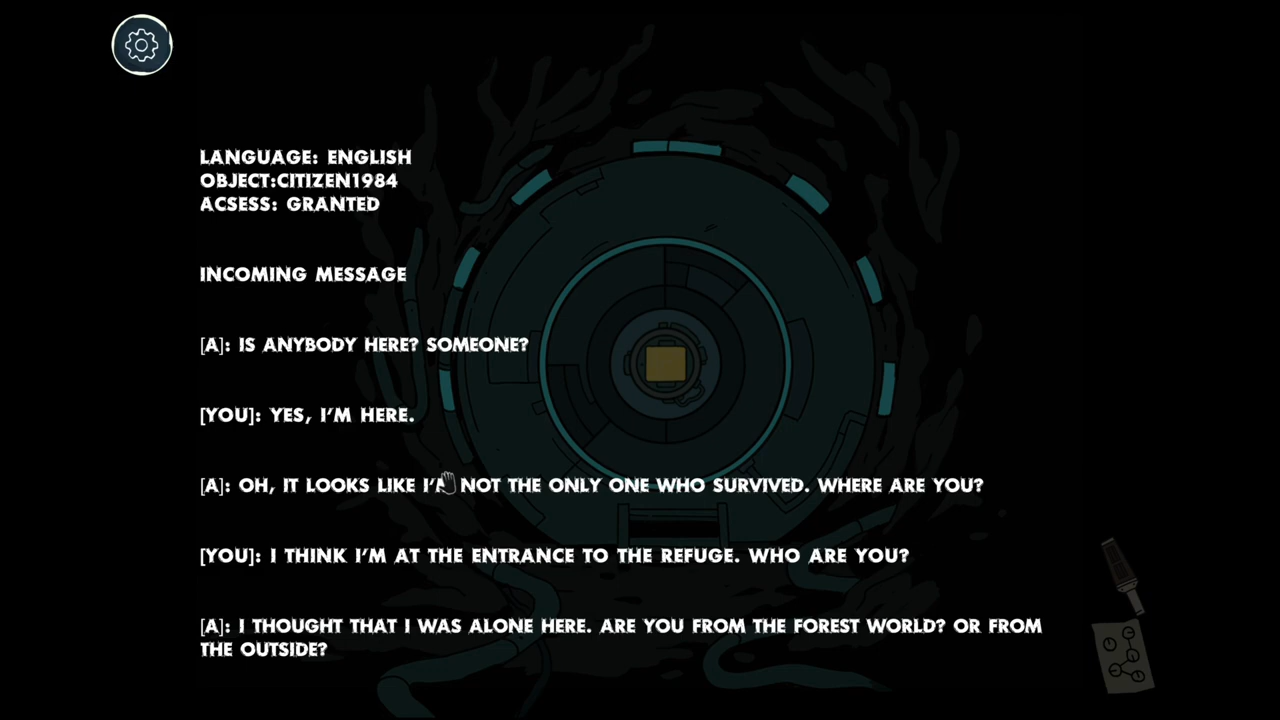 LANGUAGE: ENGLISH
OBJECT:CITIZEN1984
ACSESS: GRANTED
INCOMING MESSAGE
[A]: IS ANYBODY HERE? SOMEONE?
[YOU]: YES, I'M HERE.
[A]: OH, IT LOOKS LIKE I'M NOT THE ONLY ONE WHO SURVIVED. WHERE ARE YOU?
[YOU]: I THINK I'M AT THE ENTRANCE TO THE REFUGE. WHO ARE YOU?
[A]: I THOUGHT THAT I WAS ALONE HERE. ARE YOU FROM THE FOREST WORLD? OR FROM
THE OUTSIDE?